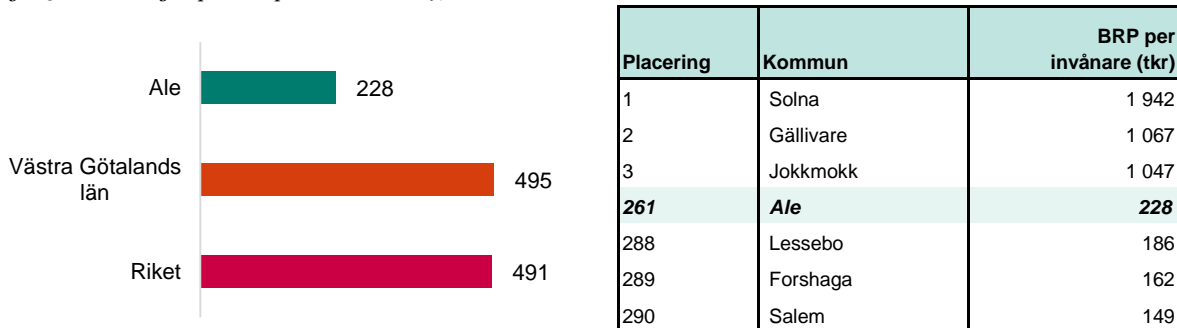 Ale 228
Västra Götalands
län 495
Riket 491
Placering Kommun BRP per
invånare (tkr)
1 Solna 1 942
2 Gällivare 1 067
3 Jokkmokk 1 047
261 Ale 228
288 Lessebo 186
289 Forshaga 162
290 Salem 149